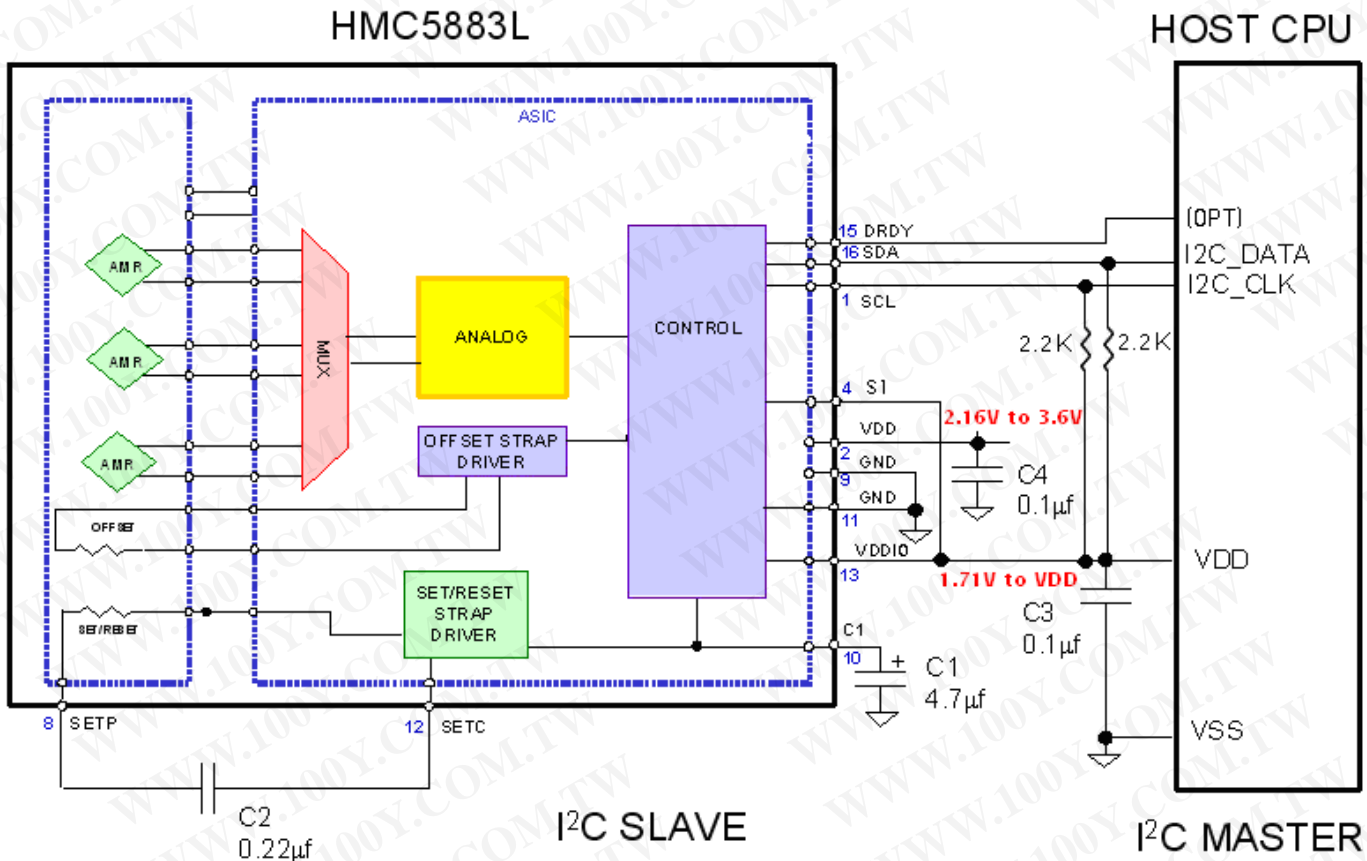 HMC5883L
HOST CPU
ASIC
AMR
AMR
AMR
MUX
ANALOG
CONTROL
OFFSET STRAP
DRIVER
OFFSET
SET/RESET
STRAP
DRIVER
SET/RESET
15 DRDY
16 SDA
1 SCL
4 S1
VDD
2
GND
9
GND
11
VDDIO
13
C1
10
(OPT)
I2C_DATA
I2C_CLK
2.2K
2.2K
2.16V to 3.6V
C4
0.1µf
1.71V to VDD
VDD
C3
0.1µf
+
C1
4.7µf
VSS
8 SETP
12 SETC
C2
0.22µf
I²C SLAVE
I²C MASTER
WWW.100Y.COM.TW